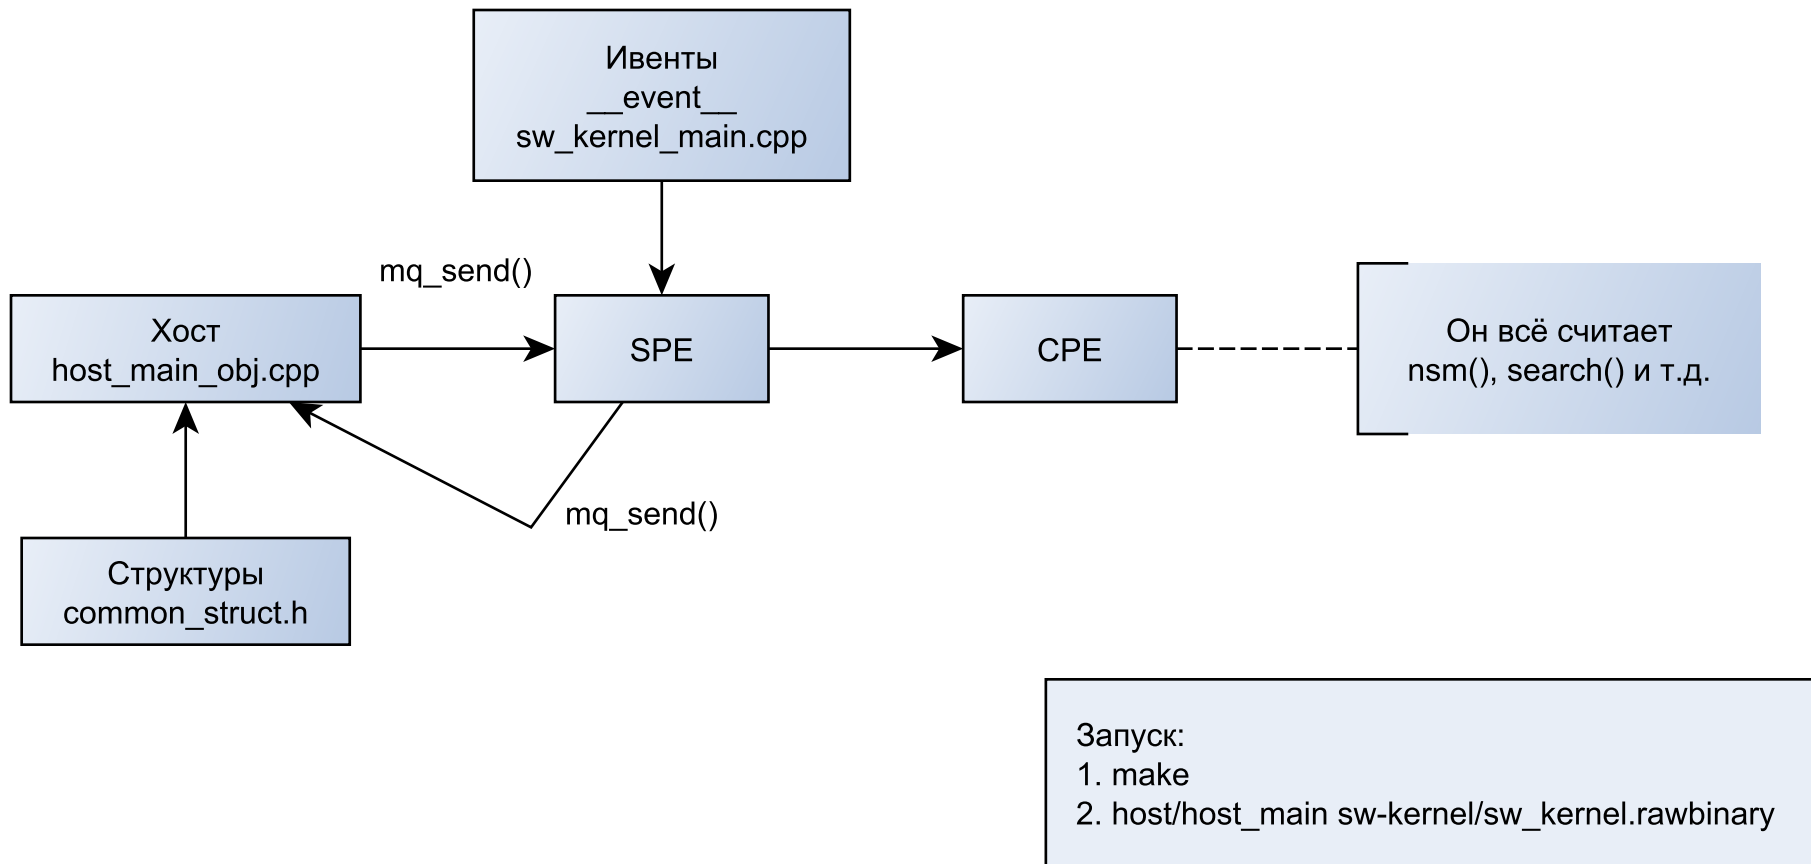 Ивенты
__event__
sw_kernel_main.cpp
mq_send()
Хост
host_main_obj.cpp
SPE
CPE
Он всё считает
nsm(), search() и т.д.
mq_send()
Структуры
common_struct.h
Запуск:
1. make
2. host/host_main sw-kernel/sw_kernel.rawbinary